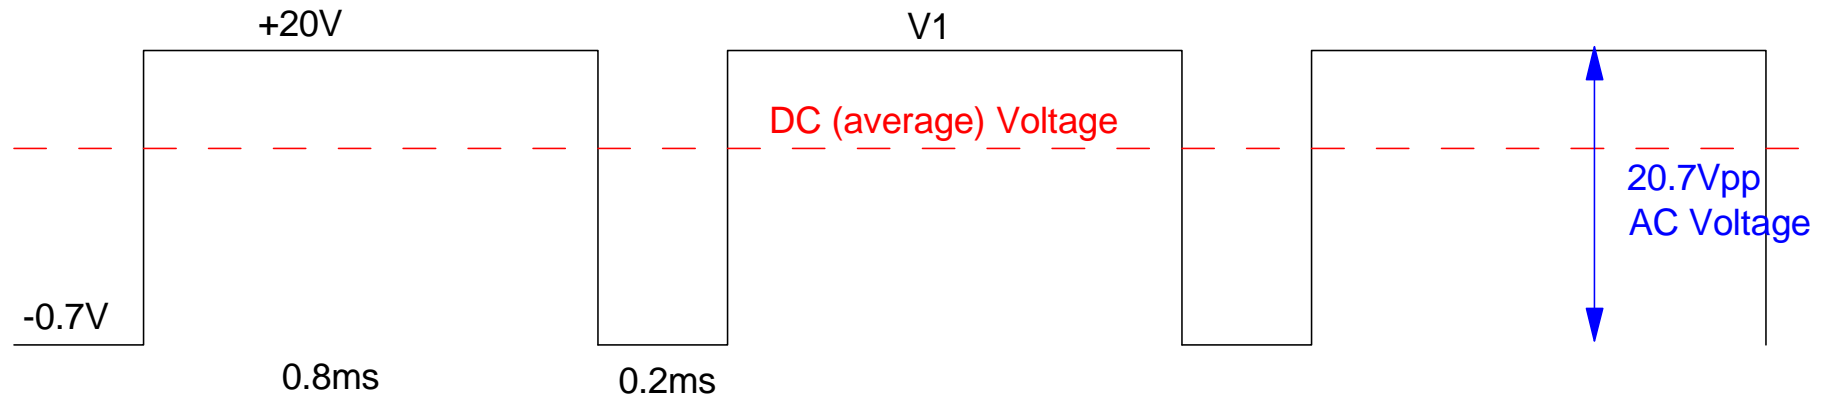 +20V
V1
DC (average) Voltage
20.7Vpp
AC Voltage
-0.7V
0.8ms
0.2ms